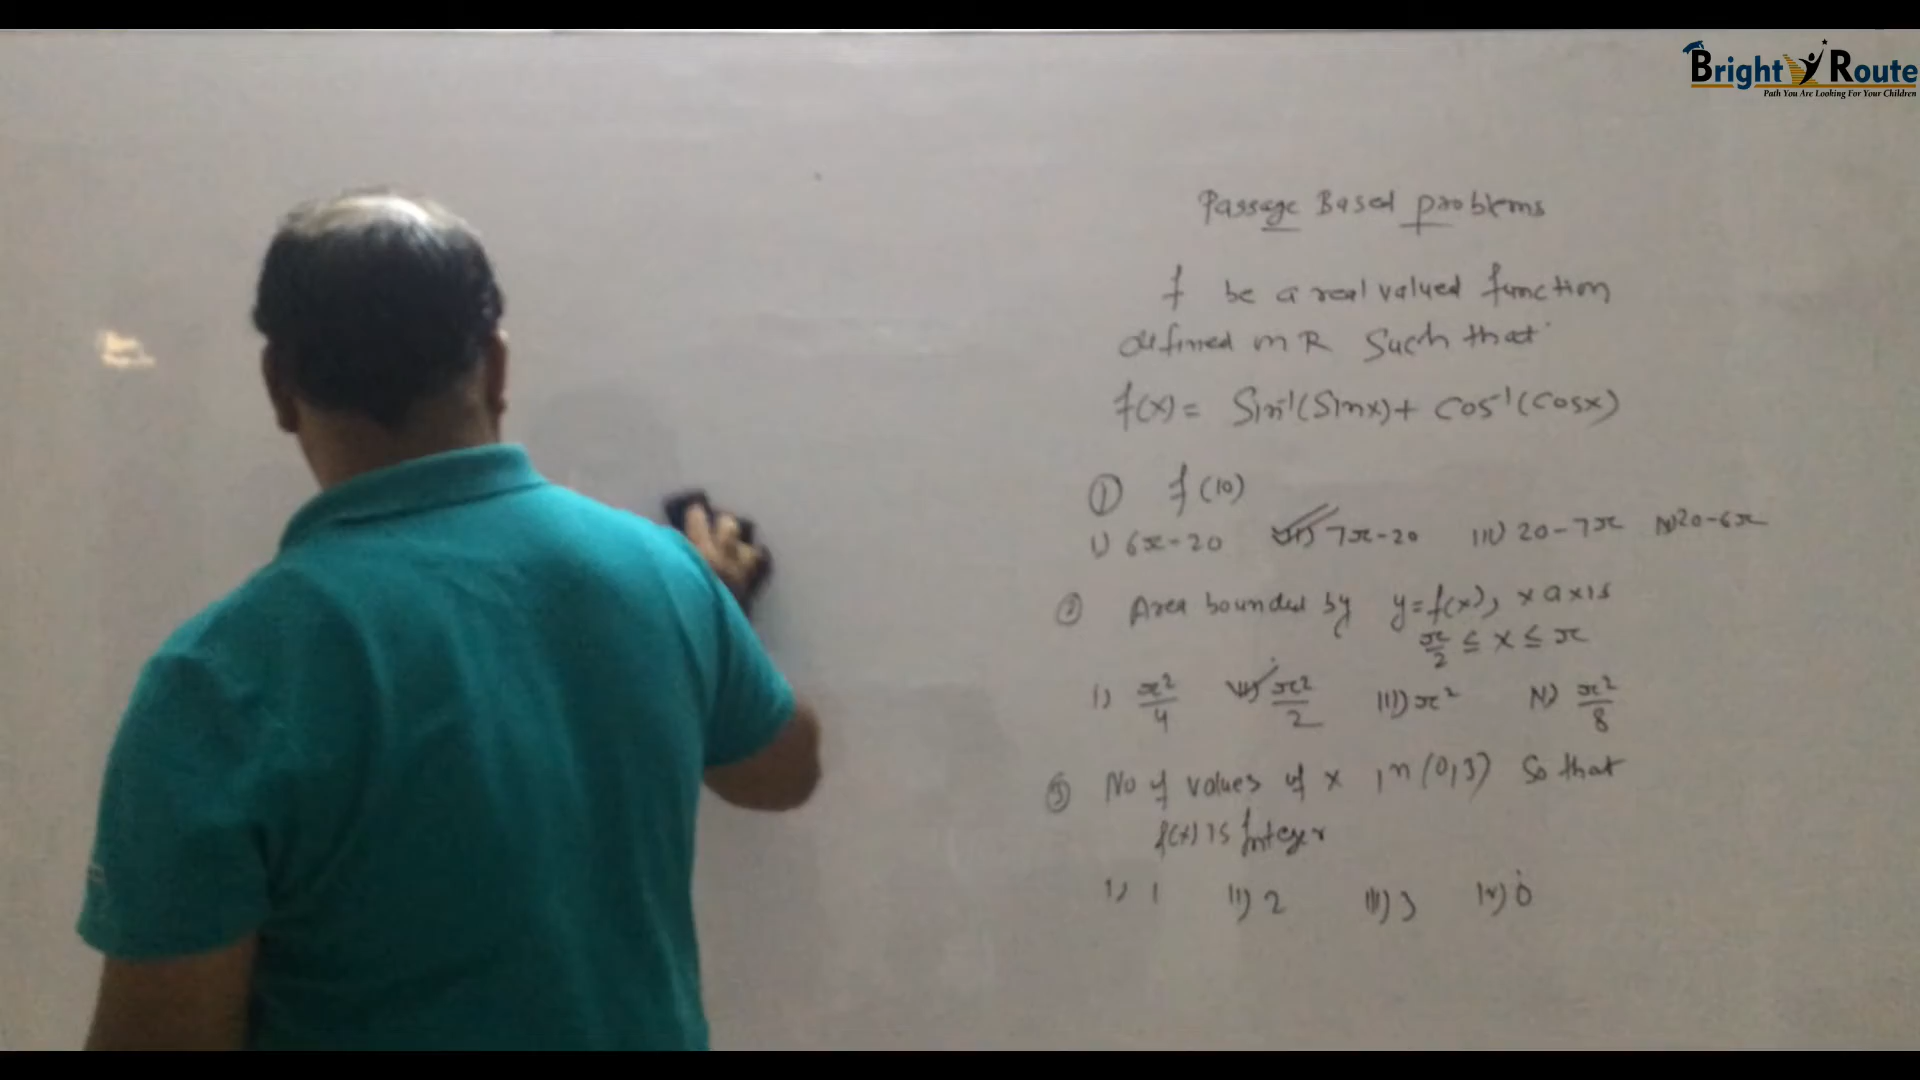 Bright Route
Path You Are Looking For Your Children
Passage Based problems
f be a real valued function
defined on R Such that
f(x) = Sin⁻¹(Sinx) + Cos⁻¹(Cosx)
① f(10)
i) 6π-20 ii) 7π-20 iii) 20-7π iv) 20-6π
② Area bounded by y=f(x), x axis
π/2 ≤ x ≤ π
i) π²/4 ii) π²/2 iii) π² iv) π²/8
③ No of values of x in (0,3) So that
f(x) is Integer
i) 1 ii) 2 iii) 3 iv) 0